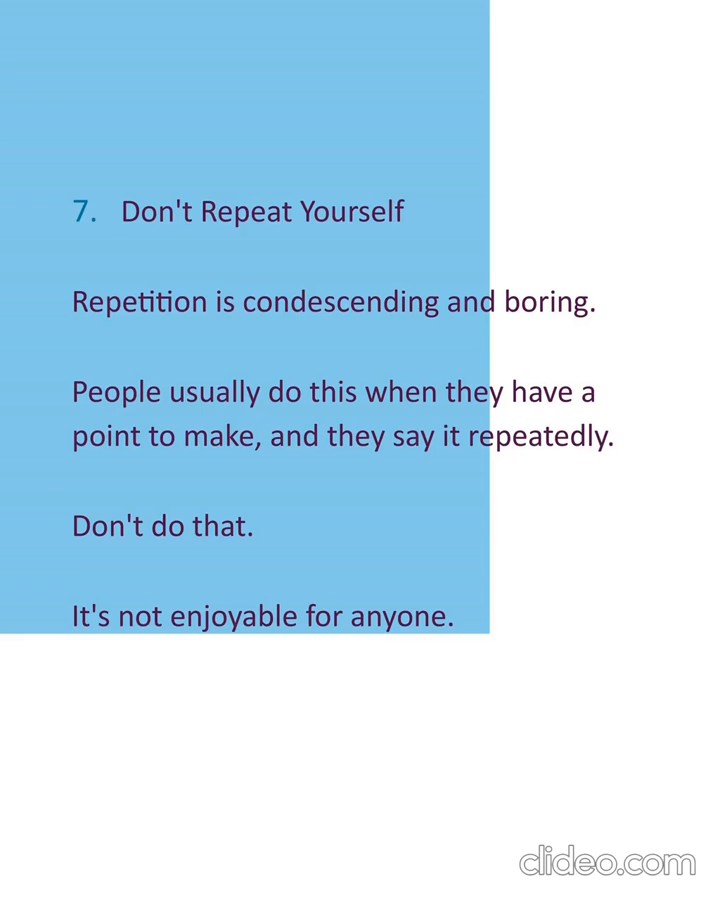 7. Don't Repeat Yourself
Repetition is condescending and boring.
People usually do this when they have a
point to make, and they say it repeatedly.
Don't do that.
It's not enjoyable for anyone.
clideo.com